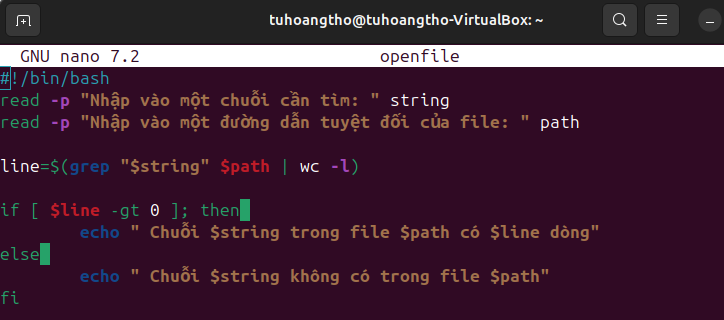 tuhoangtho@tuhoangtho-VirtualBox: ~
GNU nano 7.2 openfile
#!/bin/bash
read -p "Nhập vào một chuỗi cần tìm: " string
read -p "Nhập vào một đường dẫn tuyệt đối của file: " path
line=$(grep "$string" $path | wc -l)
if [ $line -gt 0 ]; then
echo " Chuỗi $string trong file $path có $line dòng"
else
echo " Chuỗi $string không có trong file $path"
fi